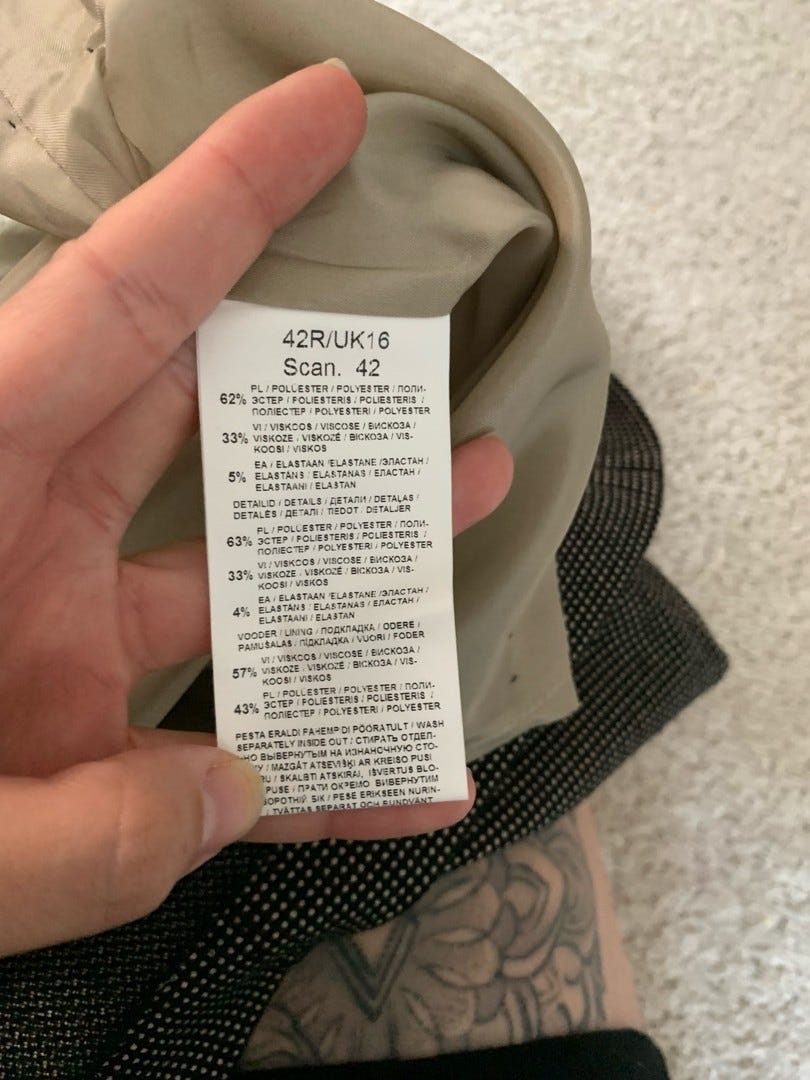 42R/UK16
Scan. 42
62% PL / POLÜESTER / POLYESTER / ПОЛИ-
ЭСТЕР / POLIESTERIS / POLIESTERIS /
ПОЛІЕСТЕР / POLYESTERI / POLYESTER
33% VI / VISKOOS / VISCOSE / ВИСКОЗА /
VISKOZE / VISKOZĖ / ВІСКОЗА / VIS-
KOOSI / VISKOS
5% EA / ELASTAAN / ELASTANE / ЭЛАСТАН /
ELASTĀNS / ELASTANAS / ЕЛАСТАН /
ELASTAANI / ELASTAN
DETAILID / DETAILS / ДЕТАЛИ / DETAĻAS /
DETALĖS / ДЕТАЛІ / TIEDOT / DETALJER
63% PL / POLÜESTER / POLYESTER / ПОЛИ-
ЭСТЕР / POLIESTERIS / POLIESTERIS /
ПОЛІЕСТЕР / POLYESTERI / POLYESTER
33% VI / VISKOOS / VISCOSE / ВИСКОЗА /
VISKOZE / VISKOZĖ / ВІСКОЗА / VIS-
KOOSI / VISKOS
4% EA / ELASTAAN / ELASTANE / ЭЛАСТАН /
ELASTĀNS / ELASTANAS / ЕЛАСТАН /
ELASTAANI / ELASTAN
VOODER / LINING / ПОДКЛАДКА / ODERE /
PAMUŠALAS / ПІДКЛАДКА / VUORI / FODER
57% VI / VISKOOS / VISCOSE / ВИСКОЗА /
VISKOZE / VISKOZĖ / ВІСКОЗА / VIS-
KOOSI / VISKOS
43% PL / POLÜESTER / POLYESTER / ПОЛИ-
ЭСТЕР / POLIESTERIS / POLIESTERIS /
ПОЛІЕСТЕР / POLYESTERI / POLYESTER
PESTA ERALDI PAHEMPIDI PÖÖRATULT / WASH
SEPARATELY INSIDE OUT / СТИРАТЬ ОТДЕЛ-
ЬНО ВЫВЕРНУТЫМ НА ИЗНАНОЧНУЮ СТО-
/ MAZGĀT ATSEVIŠĶI AR KREISO PUSI
/ SKALBTI ATSKIRAI, IŠVERTUS BLO-
PUSE / ПРАТИ ОКРЕМО ВИВЕРНУТИМ
БІК / PESE ERIKSEEN NURIN-
/ TVÄTTAS SEPARAT OCH